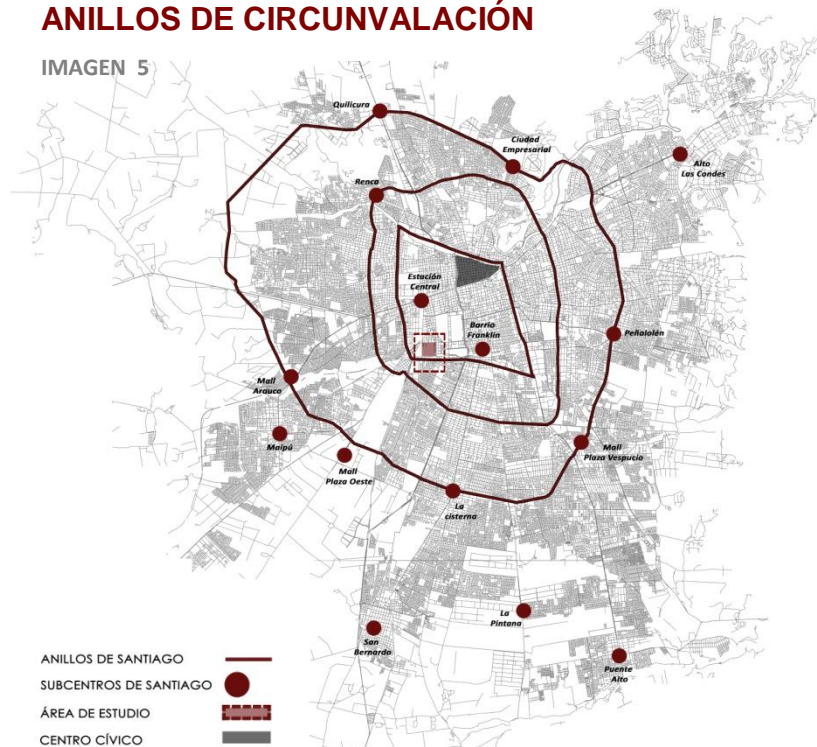 ANILLOS DE CIRCUNVALACIÓN
IMAGEN 5
Quilicura
Ciudad
Empresarial
Alto
Las Condes
Renca
Estación
Central
Barrio
Franklin
Peñalolén
Mall
Arauco
Maipú
Mall
Plaza Oeste
Mall
Plaza Vespucio
La
cisterna
La
Pintana
San
Bernardo
Puente
Alto
ANILLOS DE SANTIAGO
SUBCENTROS DE SANTIAGO
ÁREA DE ESTUDIO
CENTRO CÍVICO